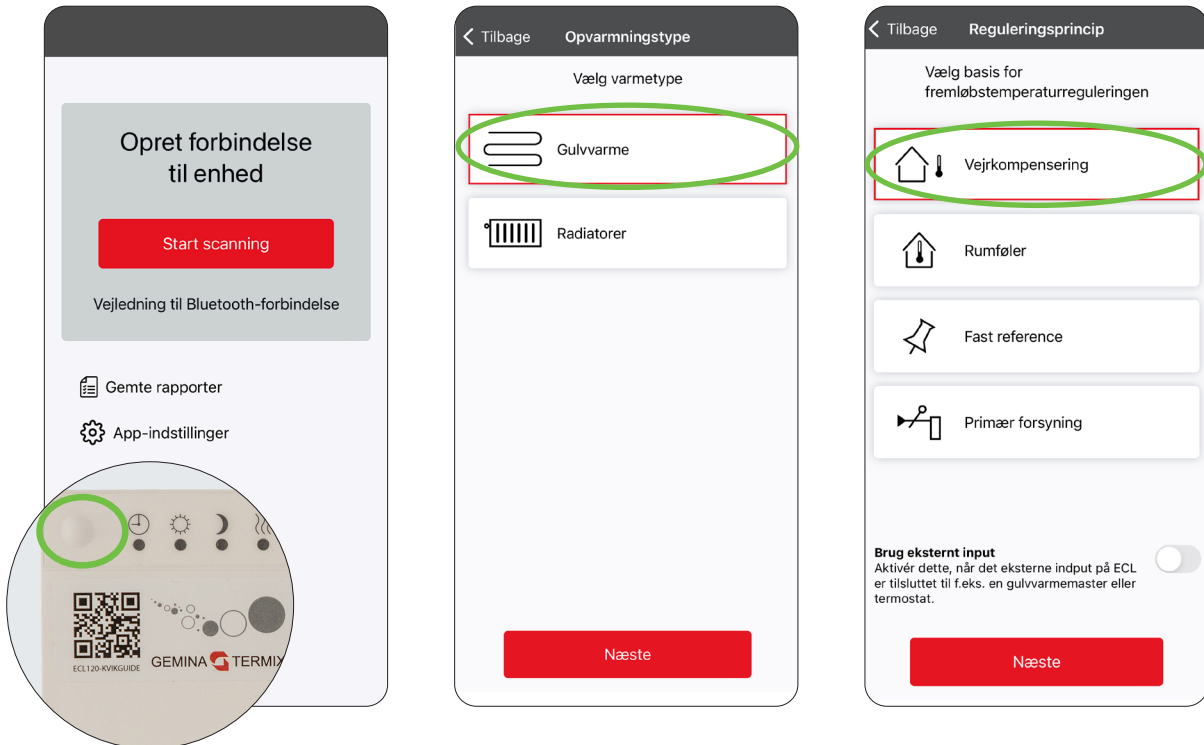 Opret forbindelse
til enhed
Start scanning
Vejledning til Bluetooth-forbindelse
Gemte rapporter
App-indstillinger
ECL120-KVIKGUIDE
GEMINA TERMIX
Tilbage Opvarmningstype
Vælg varmetype
Gulvvarme
Radiatorer
Næste
Tilbage Reguleringsprincip
Vælg basis for
fremløbstemperaturreguleringen
Vejrkompensering
Rumføler
Fast reference
Primær forsyning
Brug eksternt input
Aktivér dette, når det eksterne indput på ECL
er tilsluttet til f.eks. en gulvvarmemaster eller
termostat.
Næste